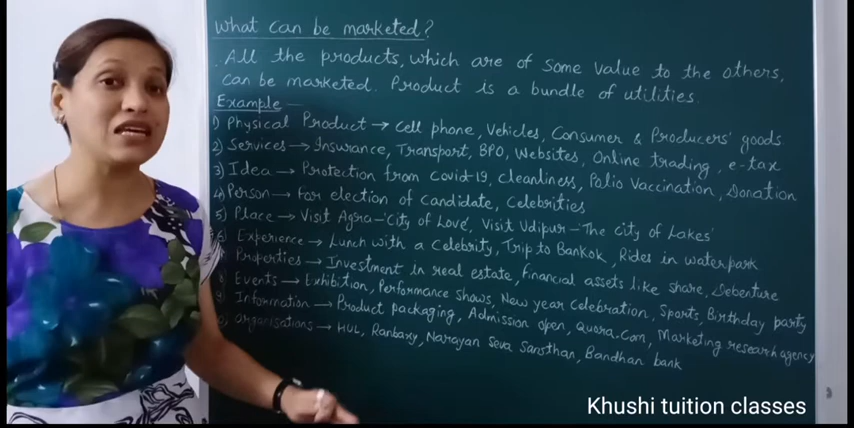 What can be marketed?
All the products, which are of some value to the others,
can be marketed. Product is a bundle of utilities.
Example —
1) Physical Product → Cell phone, Vehicles, Consumer & Producers' goods
2) Services → Insurance, Transport, BPO, Websites, Online trading, e-tax
3) Idea → Protection from Covid-19, Cleanliness, Polio Vaccination, Donation
4) Person → For election of Candidate, Celebrities
5) Place → Visit Agra - 'City of Love', Visit Udipur - The city of Lakes'
6) Experience → Lunch with a Celebrity, Trip to Bankok, Rides in water park
Properties → Investment in real estate, Financial assets like share, Debenture
8) Events → Exhibition, Performance shows, New year Celebration, Sports, Birthday party
9) Information → Product packaging, Admission open, Quora.Com, Marketing research agency
Organisations → HUL, Ranbaxy, Narayan Seva Sansthan, Bandhan bank
Khushi tuition classes